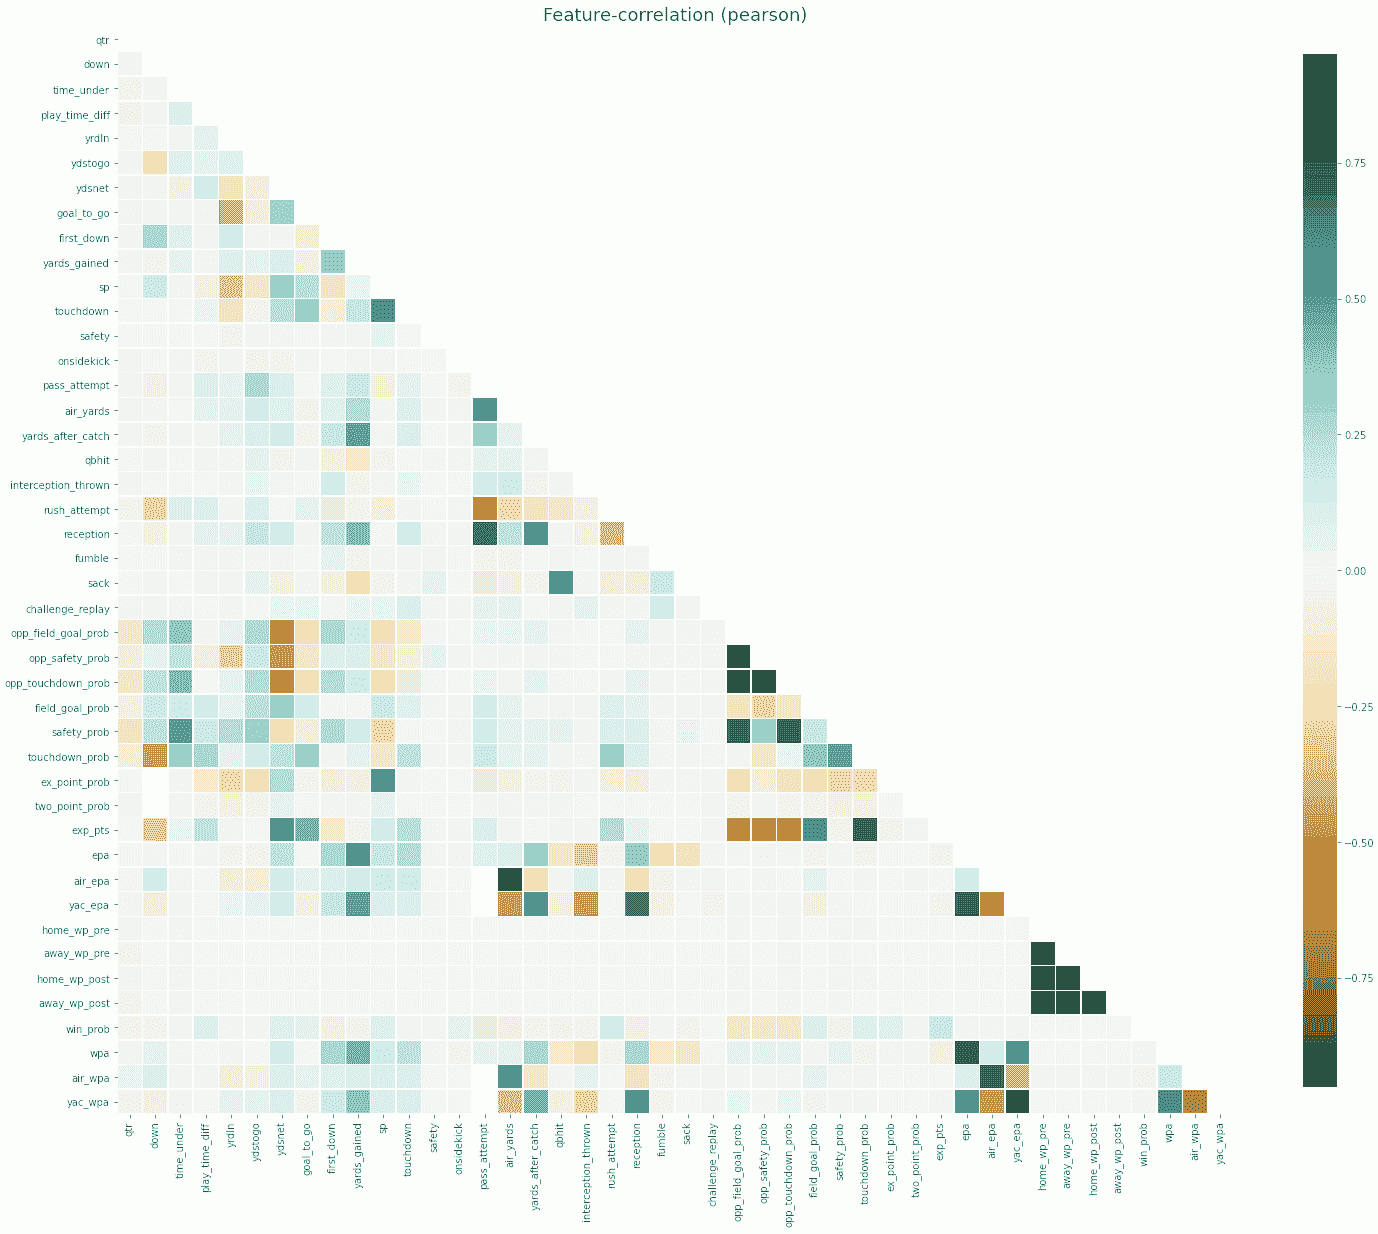 Feature-correlation (pearson)
qtr
down
time_under
play_time_diff
yrdln
ydstogo
ydsnet
goal_to_go
first_down
yards_gained
sp
touchdown
safety
onsidekick
pass_attempt
air_yards
yards_after_catch
qbhit
interception_thrown
rush_attempt
reception
fumble
sack
challenge_replay
opp_field_goal_prob
opp_safety_prob
opp_touchdown_prob
field_goal_prob
safety_prob
touchdown_prob
ex_point_prob
two_point_prob
exp_pts
epa
air_epa
yac_epa
home_wp_pre
away_wp_pre
home_wp_post
away_wp_post
win_prob
wpa
air_wpa
yac_wpa
qtr
down
time_under
play_time_diff
yrdln
ydstogo
ydsnet
goal_to_go
first_down
yards_gained
sp
touchdown
safety
onsidekick
pass_attempt
air_yards
yards_after_catch
qbhit
interception_thrown
rush_attempt
reception
fumble
sack
challenge_replay
opp_field_goal_prob
opp_safety_prob
opp_touchdown_prob
field_goal_prob
safety_prob
touchdown_prob
ex_point_prob
two_point_prob
exp_pts
epa
air_epa
yac_epa
home_wp_pre
away_wp_pre
home_wp_post
away_wp_post
win_prob
wpa
air_wpa
yac_wpa
0.75
0.50
0.25
0.00
−0.25
−0.50
−0.75